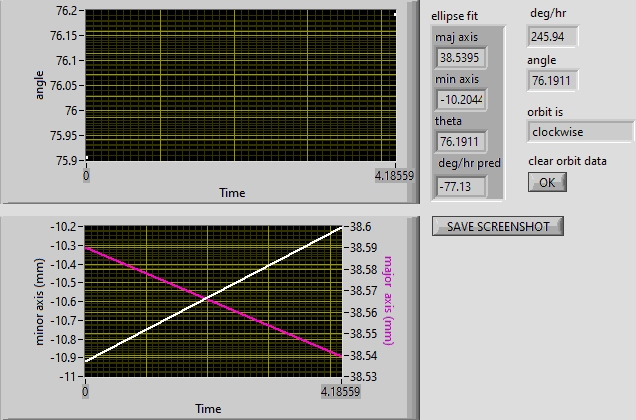 76.2
76.15
76.1
76.05
76
75.95
75.9
angle
0
4.18559
Time
ellipse fit
maj axis
38.5395
min axis
-10.2044
theta
76.1911
deg/hr pred
-77.13
deg/hr
245.94
angle
76.1911
orbit is
clockwise
clear orbit data
OK
SAVE SCREENSHOT
-10.2
-10.3
-10.4
-10.5
-10.6
-10.7
-10.8
-10.9
-11
minor axis (mm)
38.6
38.59
38.58
38.57
38.56
38.55
38.54
38.53
major axis (mm)
0
4.18559
Time